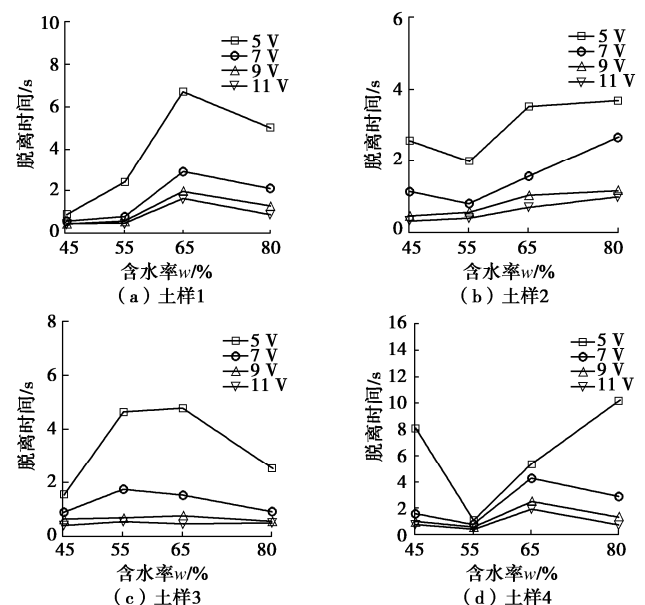 10
8
6
4
2
0
脱离时间/s
5 V
7 V
9 V
11 V
45 55 65 80
含水率w/%
（a）土样1
6
4
2
0
脱离时间/s
5 V
7 V
9 V
11 V
45 55 65 80
含水率w/%
（b）土样2
8
6
4
2
0
脱离时间/s
5 V
7 V
9 V
11 V
45 55 65 80
含水率w/%
（c）土样3
16
14
12
10
8
6
4
2
0
脱离时间/s
5 V
7 V
9 V
11 V
45 55 65 80
含水率w/%
（d）土样4